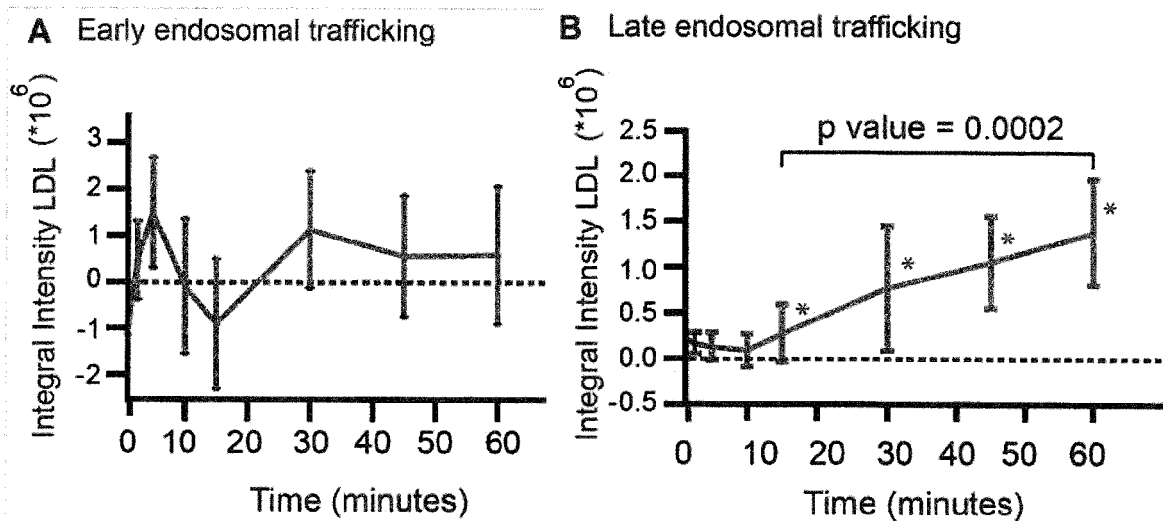 A Early endosomal trafficking
Integral Intensity LDL (*10^6)
3
2
1
0
-1
-2
0 10 20 30 40 50 60
Time (minutes)
B Late endosomal trafficking
Integral Intensity LDL (*10^6)
p value = 0.0002
2.5
2.0
1.5
1.0
0.5
0.0
-0.5
* * * *
0 10 20 30 40 50 60
Time (minutes)